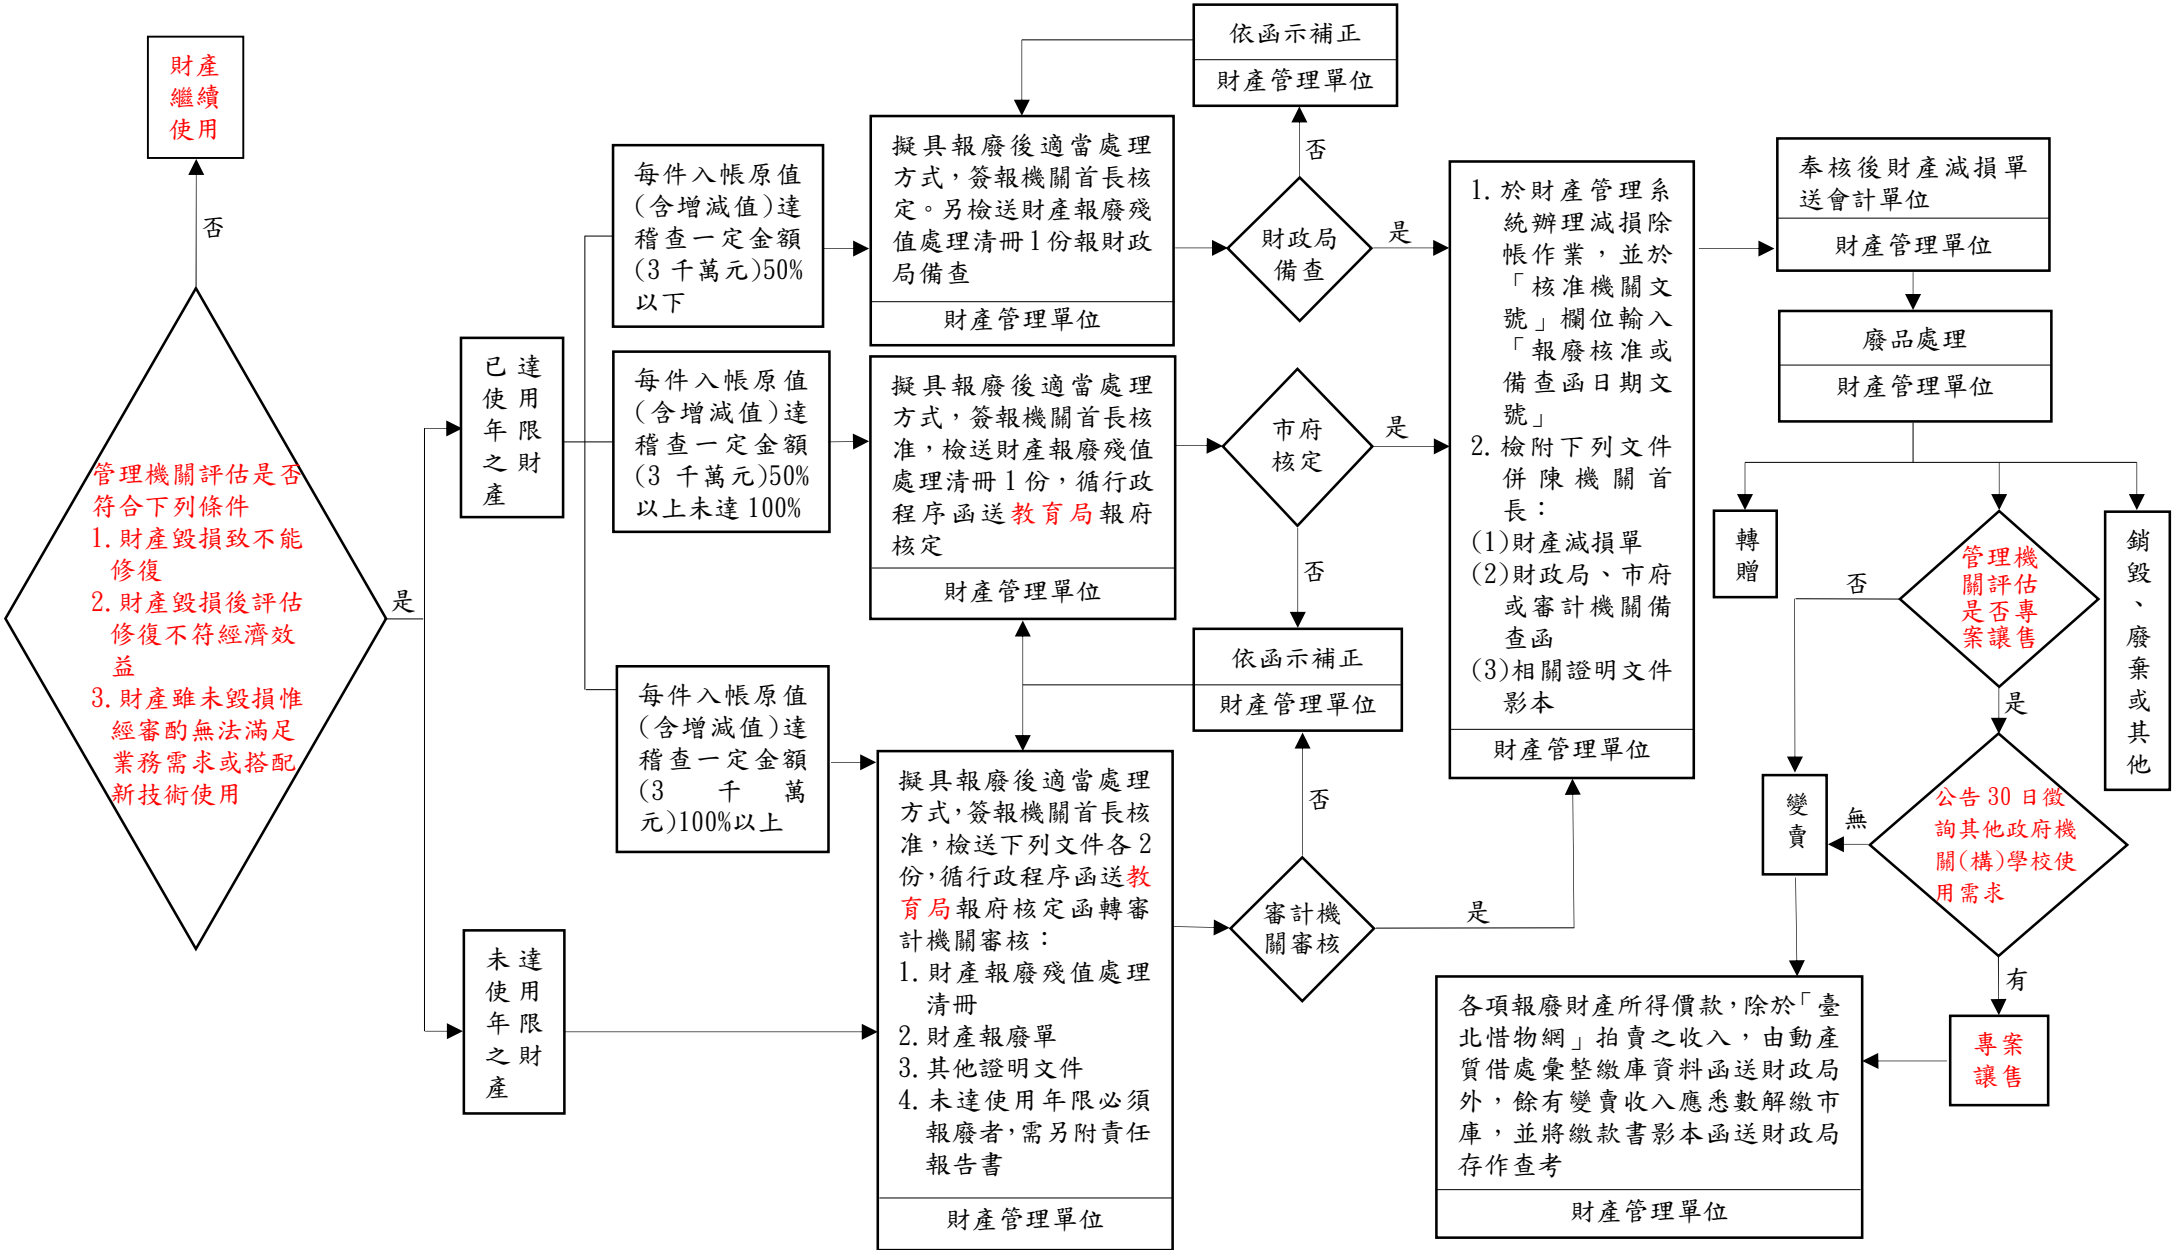 財產
繼續
使用
否
管理機關評估是否
符合下列條件
1.財產毀損致不能
修復
2.財產毀損後評估
修復不符經濟效
益
3.財產雖未毀損惟
經審酌無法滿足
業務需求或搭配
新技術使用
是
已達
使用
年限
之財
產
未達
使用
年限
之財
產
每件入帳原值
(含增減值)達
稽查一定金額
(3 千萬元)50%
以下
每件入帳原值
(含增減值)達
稽查一定金額
(3 千萬元)50%
以上未達 100%
每件入帳原值
(含增減值)達
稽查一定金額
(3 千 萬
元)100%以上
依函示補正
財產管理單位
擬具報廢後適當處理
方式,簽報機關首長核
定。另檢送財產報廢殘
值處理清冊1份報財政
局備查
財產管理單位
否
財政局
備查
是
擬具報廢後適當處理
方式,簽報機關首長核
准,檢送財產報廢殘值
處理清冊 1 份,循行政
程序函送教育局報府
核定
財產管理單位
市府
核定
是
否
依函示補正
財產管理單位
否
擬具報廢後適當處理
方式,簽報機關首長核
准,檢送下列文件各 2
份,循行政程序函送教
育局報府核定函轉審
計機關審核:
1.財產報廢殘值處理
清冊
2.財產報廢單
3.其他證明文件
4.未達使用年限必須
報廢者,需另附責任
報告書
財產管理單位
審計機
關審核
是
1.於財產管理系
統辦理減損除
帳作業,並於
「核准機關文
號」欄位輸入
「報廢核准或
備查函日期文
號」
2.檢附下列文件
併陳機關首
長:
(1)財產減損單
(2)財政局、市府
或審計機關備
查函
(3)相關證明文件
影本
財產管理單位
奉核後財產減損單
送會計單位
財產管理單位
廢品處理
財產管理單位
轉
贈
管理機
關評估
是否專
案讓售
銷
毀
、
廢
棄
或
其
他
否
是
變
賣
無
公告 30 日徵
詢其他政府機
關(構)學校使
用需求
有
專案
讓售
各項報廢財產所得價款,除於「臺
北惜物網」拍賣之收入,由動產
質借處彙整繳庫資料函送財政局
外,餘有變賣收入應悉數解繳市
庫,並將繳款書影本函送財政局
存作查考
財產管理單位